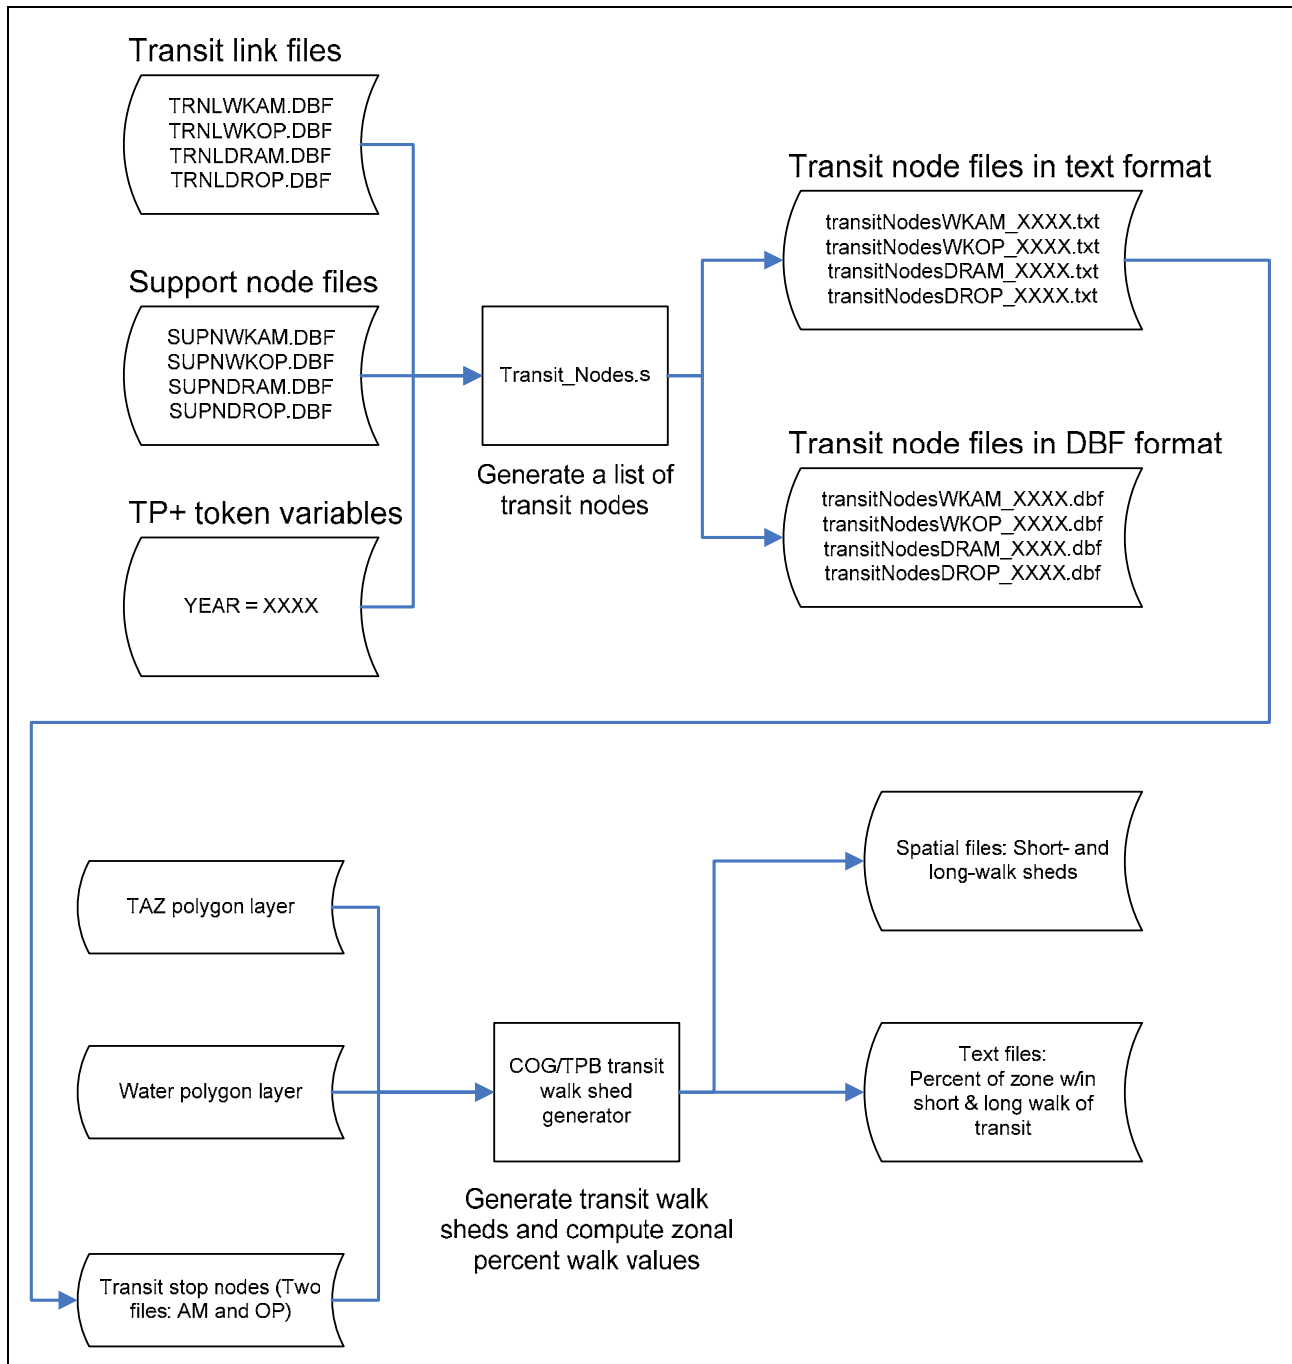 Transit link files
TRNLWKAM.DBF
TRNLWKOP.DBF
TRNLDRAM.DBF
TRNLDROP.DBF
Support node files
SUPNWKAM.DBF
SUPNWKOP.DBF
SUPNDRAM.DBF
SUPNDROP.DBF
TP+ token variables
YEAR = XXXX
Transit_Nodes.s
Generate a list of
transit nodes
Transit node files in text format
transitNodesWKAM_XXXX.txt
transitNodesWKOP_XXXX.txt
transitNodesDRAM_XXXX.txt
transitNodesDROP_XXXX.txt
Transit node files in DBF format
transitNodesWKAM_XXXX.dbf
transitNodesWKOP_XXXX.dbf
transitNodesDRAM_XXXX.dbf
transitNodesDROP_XXXX.dbf
TAZ polygon layer
Water polygon layer
Transit stop nodes (Two
files: AM and OP)
COG/TPB transit
walk shed
generator
Generate transit walk
sheds and compute zonal
percent walk values
Spatial files: Short- and
long-walk sheds
Text files:
Percent of zone w/in
short & long walk of
transit